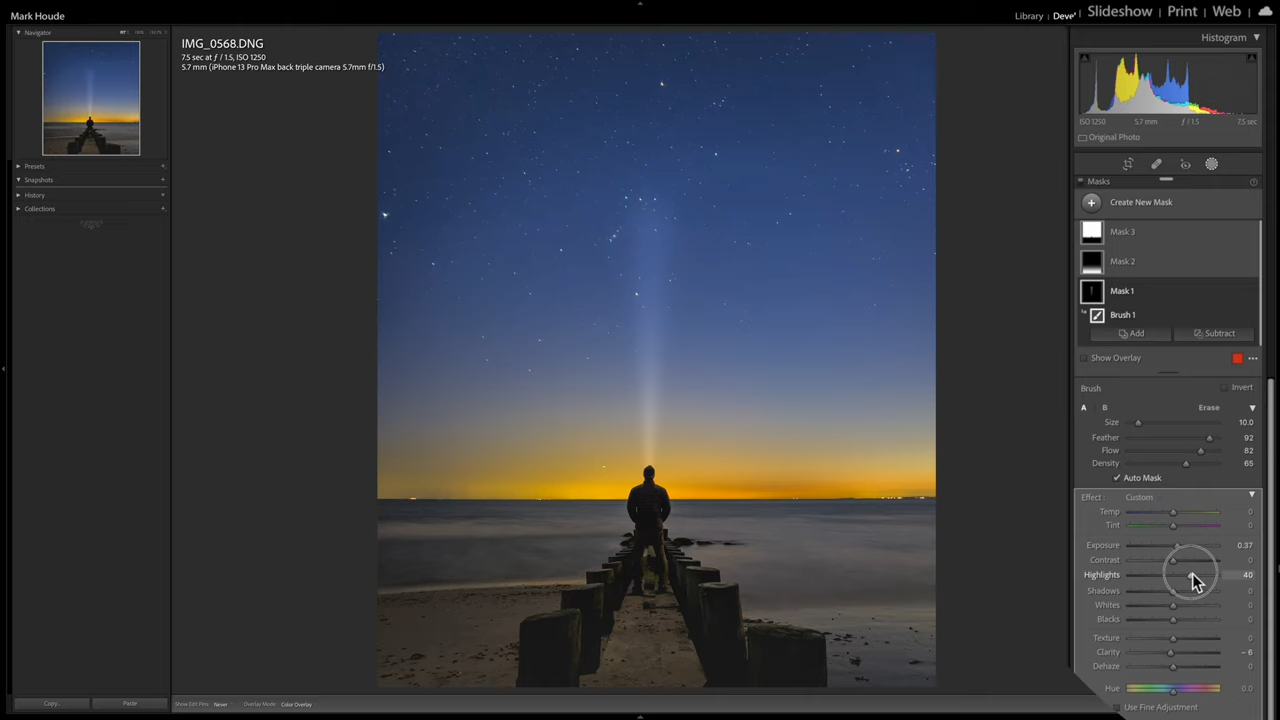 Mark Houde
Library | Deve' | Slideshow | Print | Web
Navigator
Histogram
IMG_0568.DNG
7.5 sec at ƒ / 1.5, ISO 1250
5.7 mm (iPhone 13 Pro Max back triple camera 5.7mm f/1.5)
ISO 1250 5.7 mm ƒ / 1.5 7.5 sec
Original Photo
Presets
Snapshots
History
Collections
Masks
Create New Mask
Mask 3
Mask 2
Mask 1
Brush 1
Add Subtract
Show Overlay
Brush Invert
A B Erase
Size 10.0
Feather 92
Flow 82
Density 65
Auto Mask
Effect : Custom
Temp 0
Tint 0
Exposure 0.37
Contrast 0
Highlights 40
Shadows 0
Whites 0
Blacks 0
Texture 0
Clarity – 6
Dehaze 0
Hue 0.0
Use Fine Adjustment
Copy... Paste Show Edit Pins: Never Overlay Mode: Color Overlay